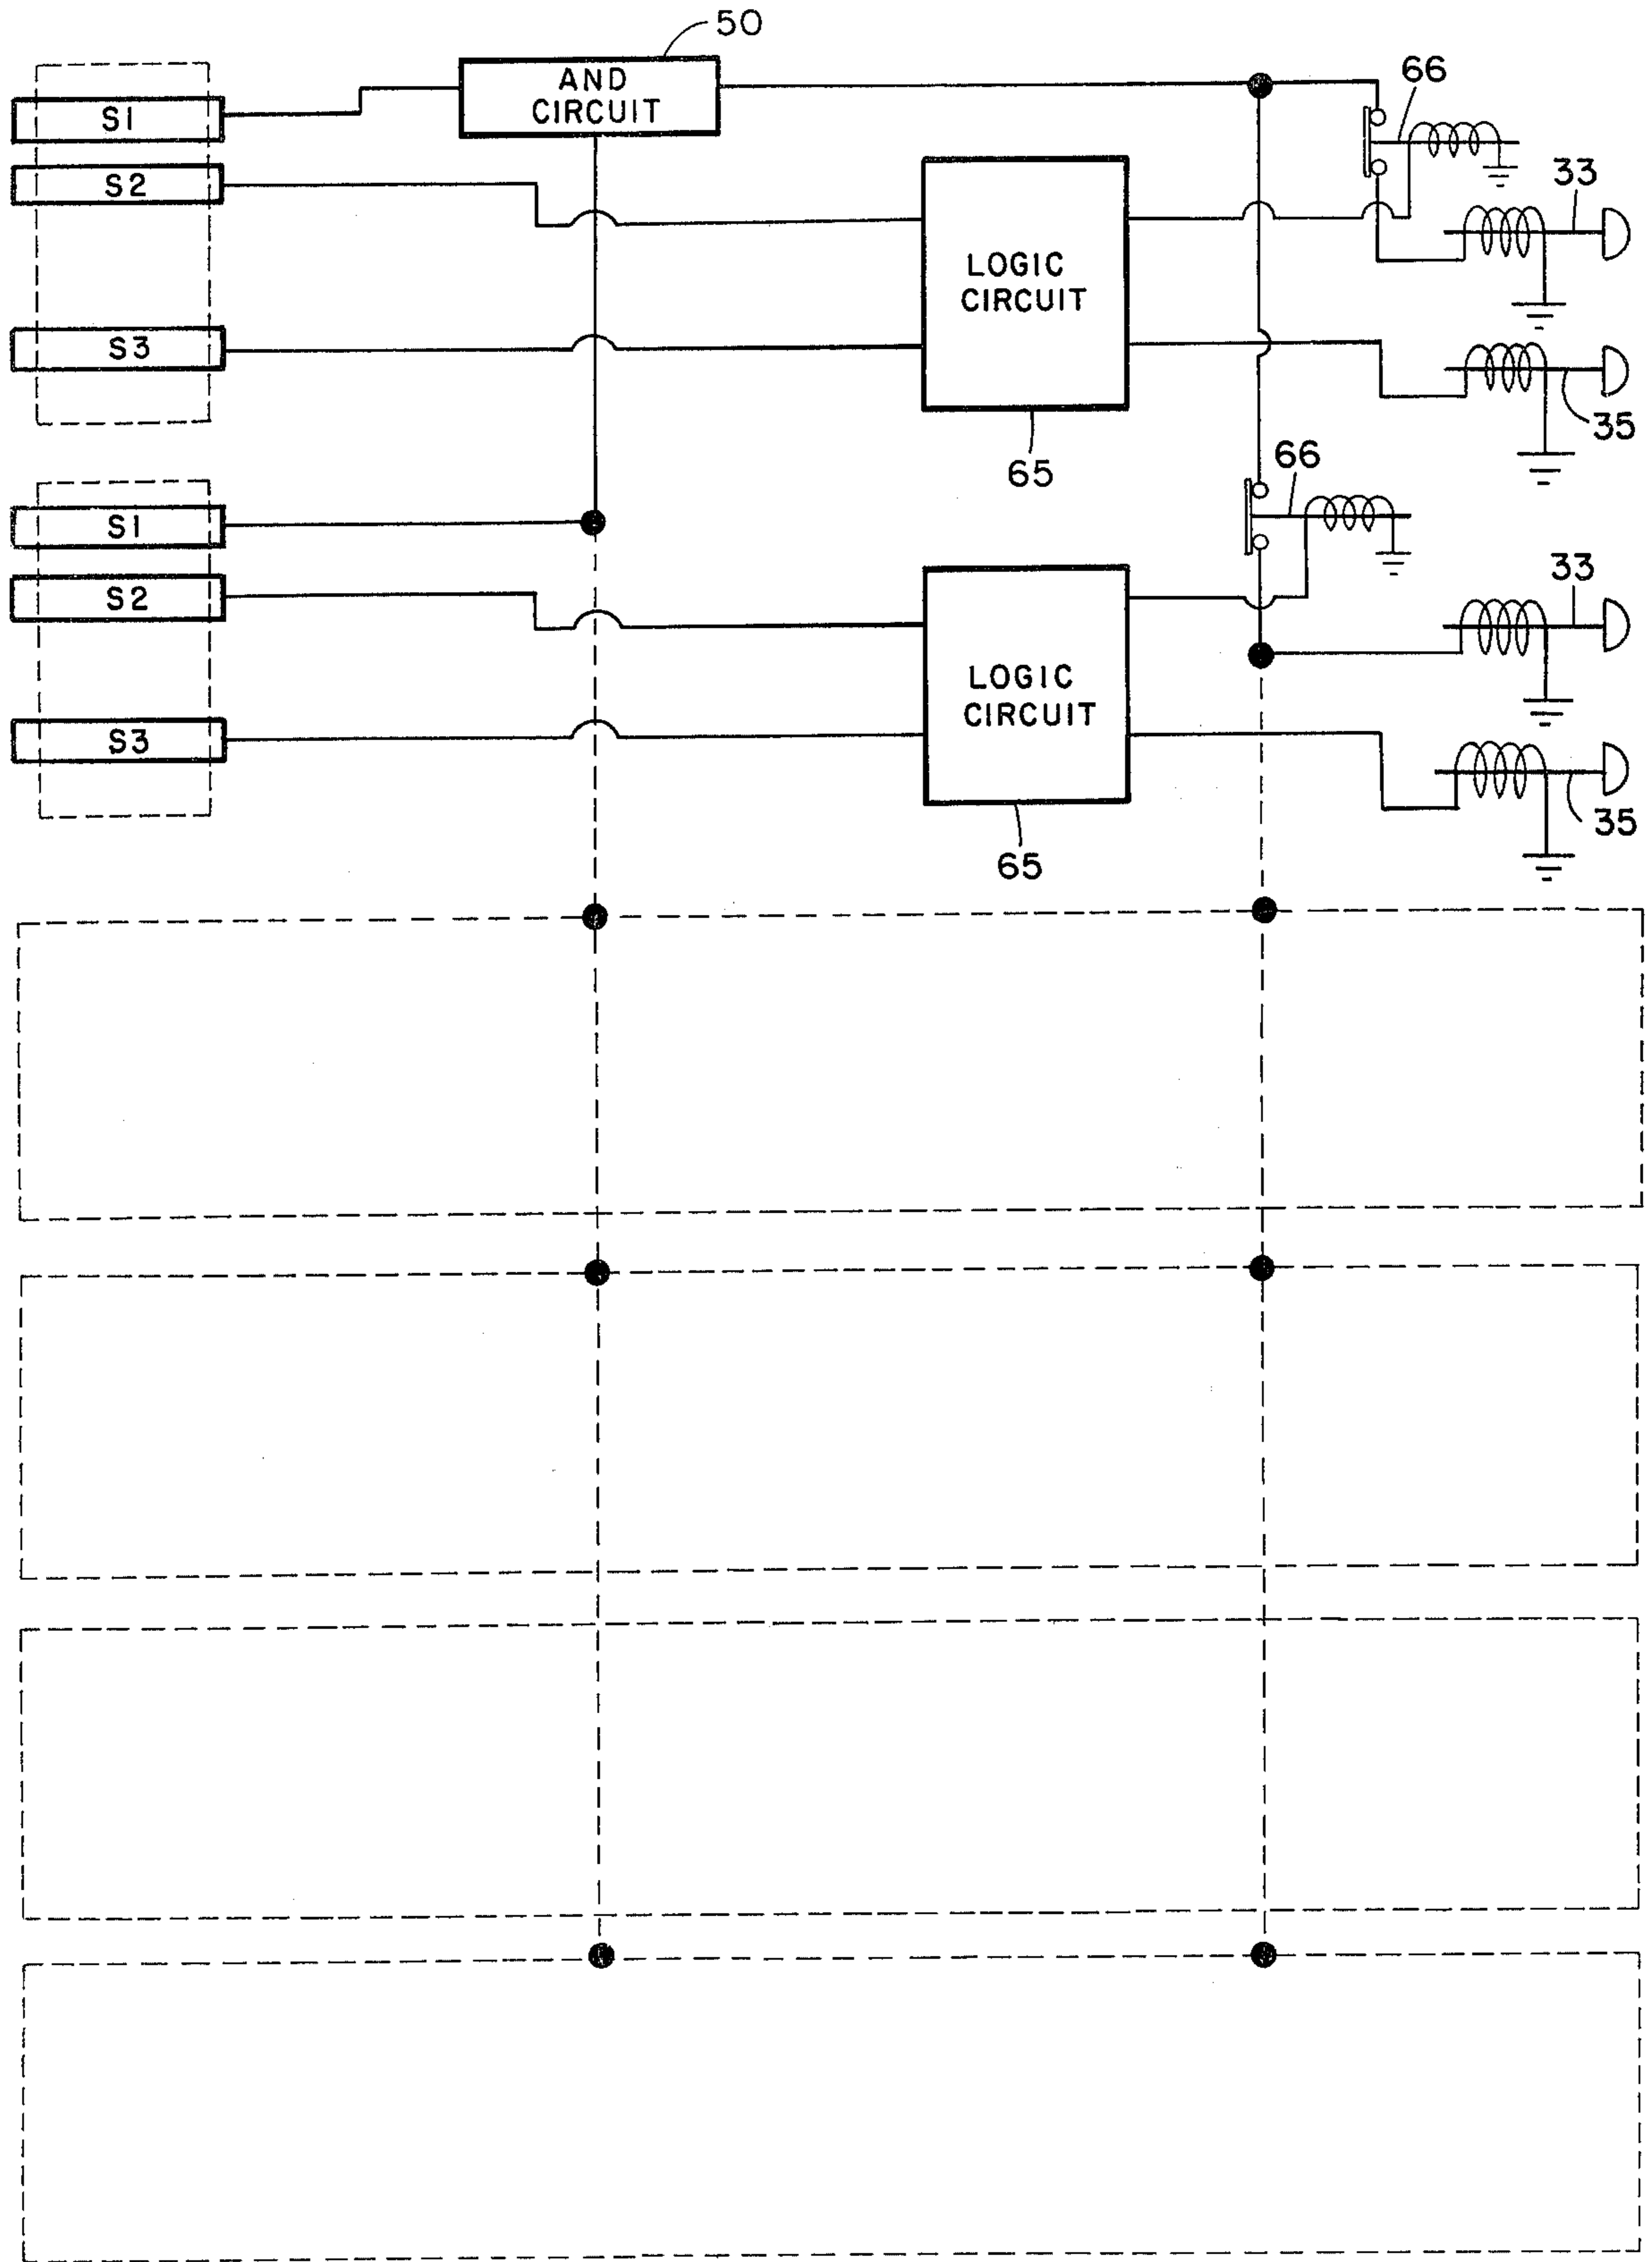 50
AND
CIRCUIT
66
S1
S2
33
LOGIC
CIRCUIT
S3
35
65
66
S1
33
S2
LOGIC
CIRCUIT
S3
35
65